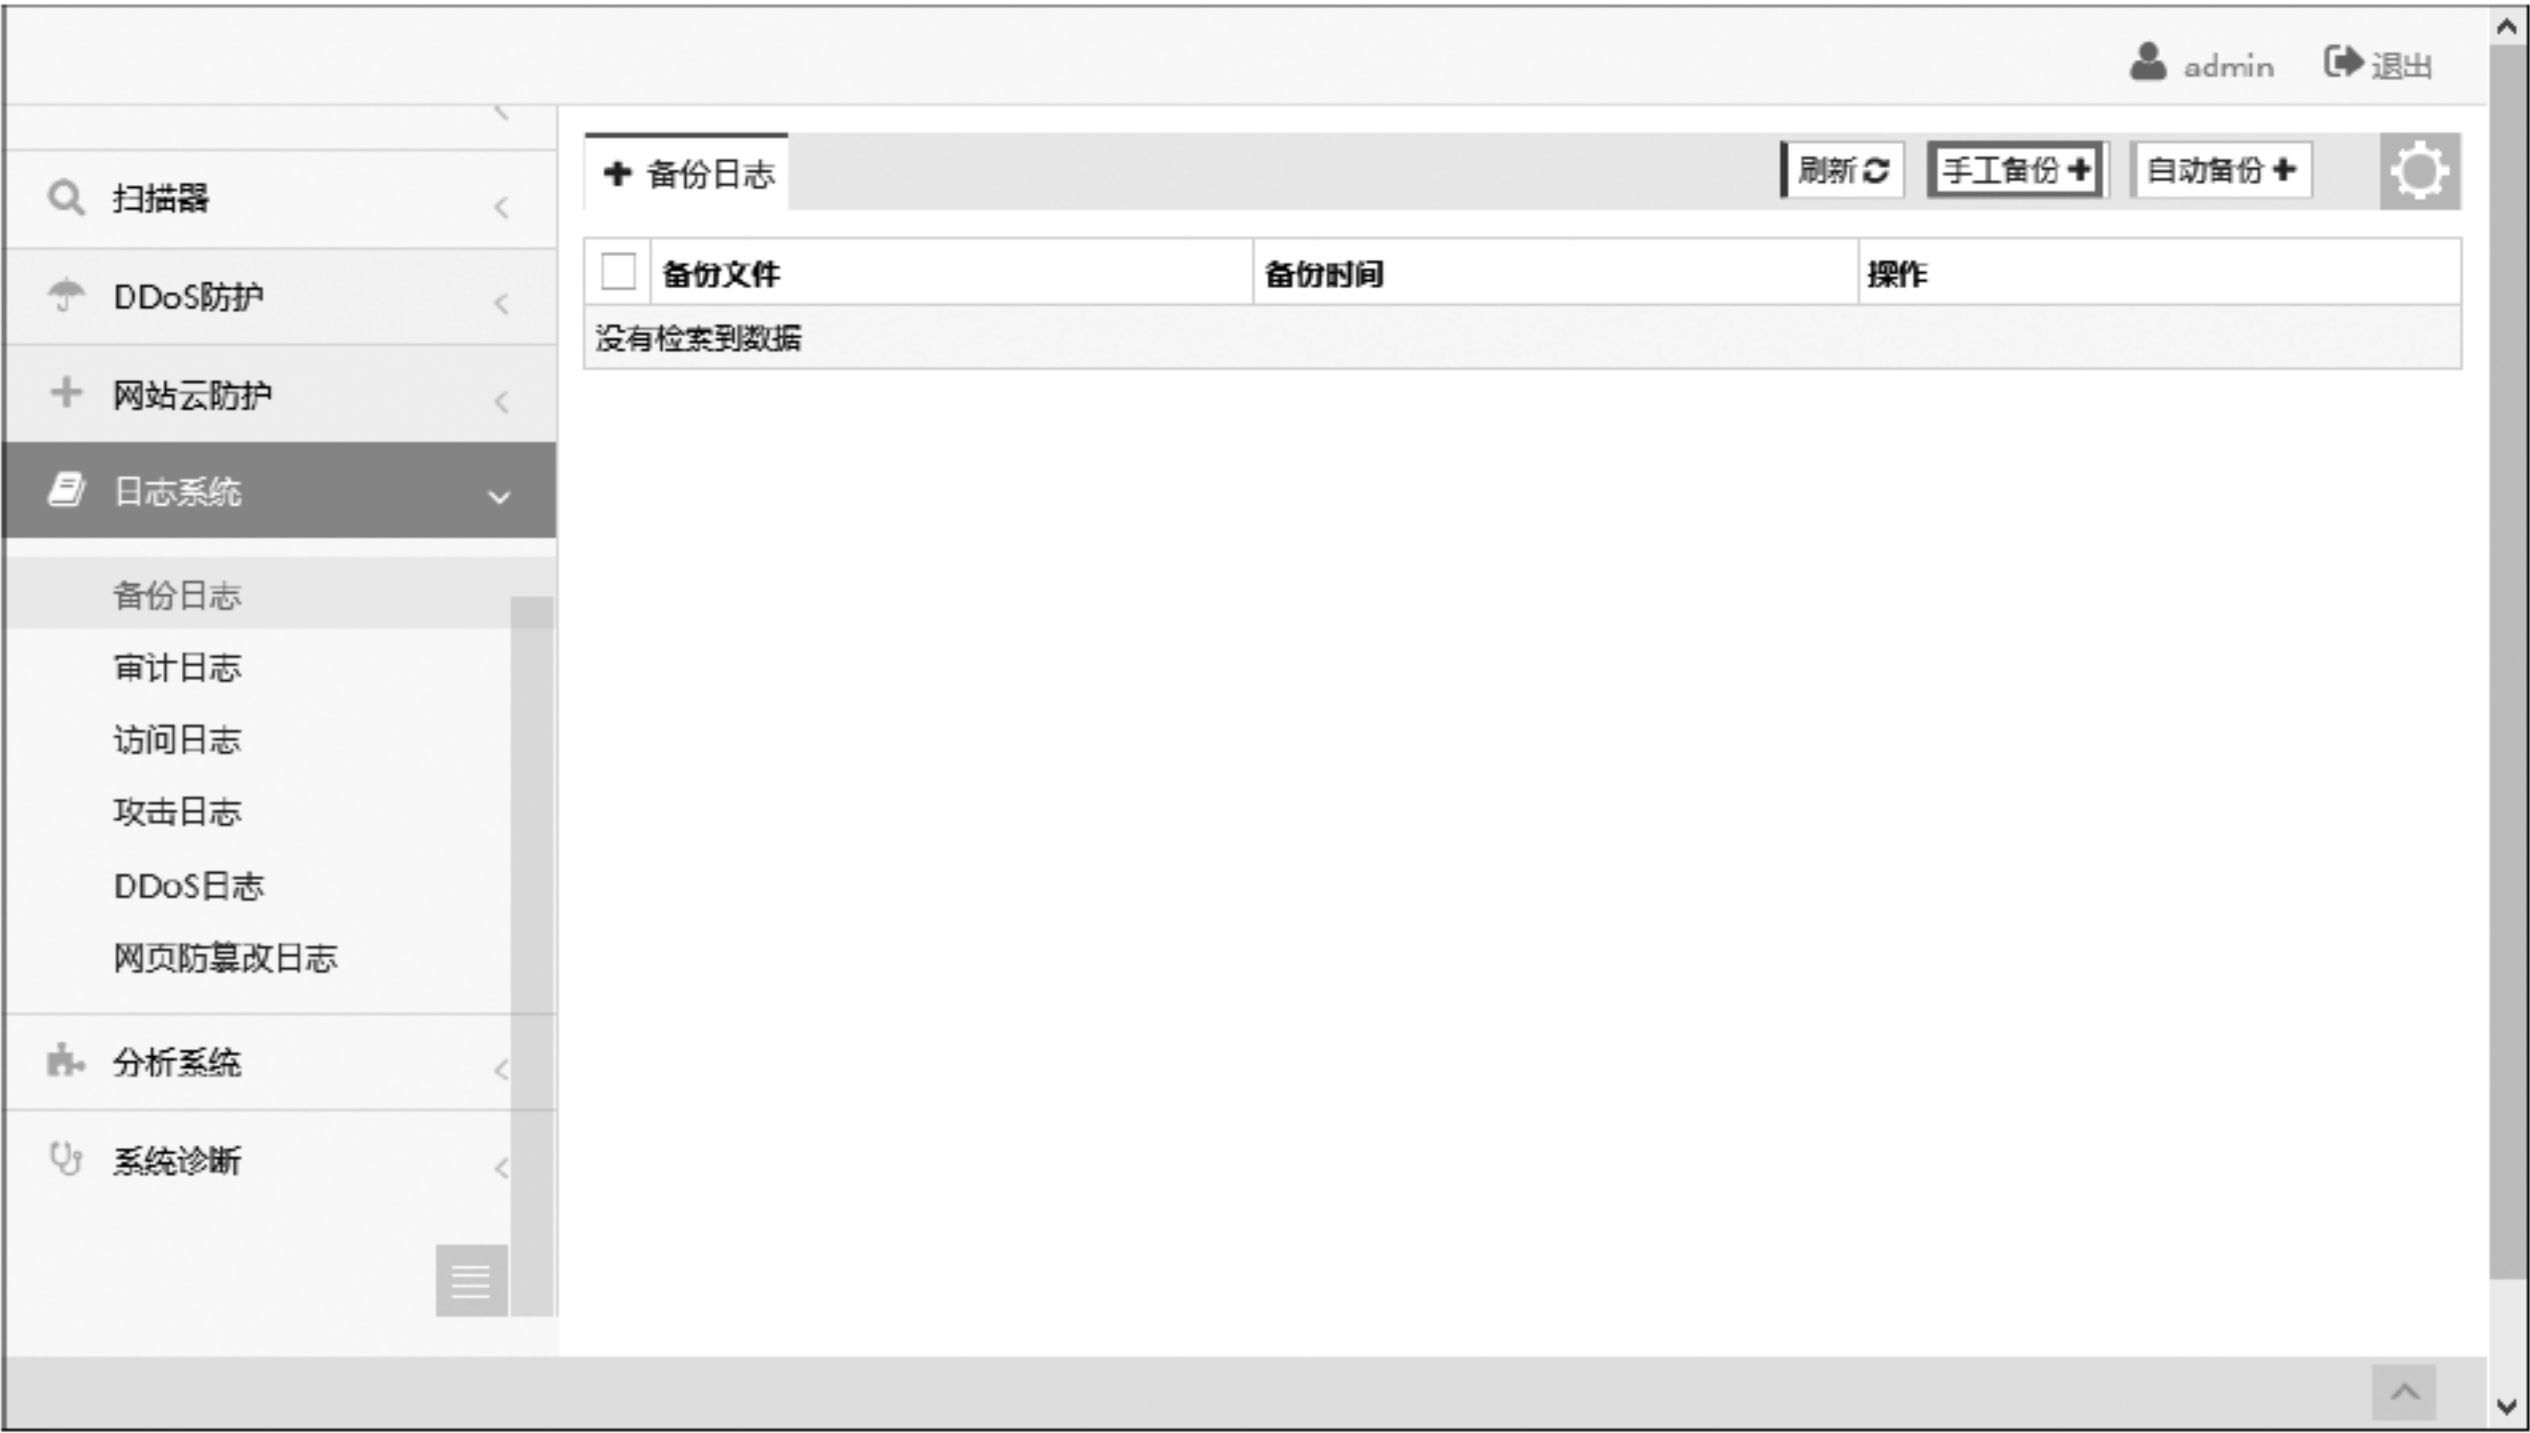 admin 退出
扫描器
DDoS防护
网站云防护
日志系统
备份日志
审计日志
访问日志
攻击日志
DDoS日志
网页防篡改日志
分析系统
系统诊断
备份日志 刷新 手工备份 自动备份
备份文件 备份时间 操作
没有检索到数据